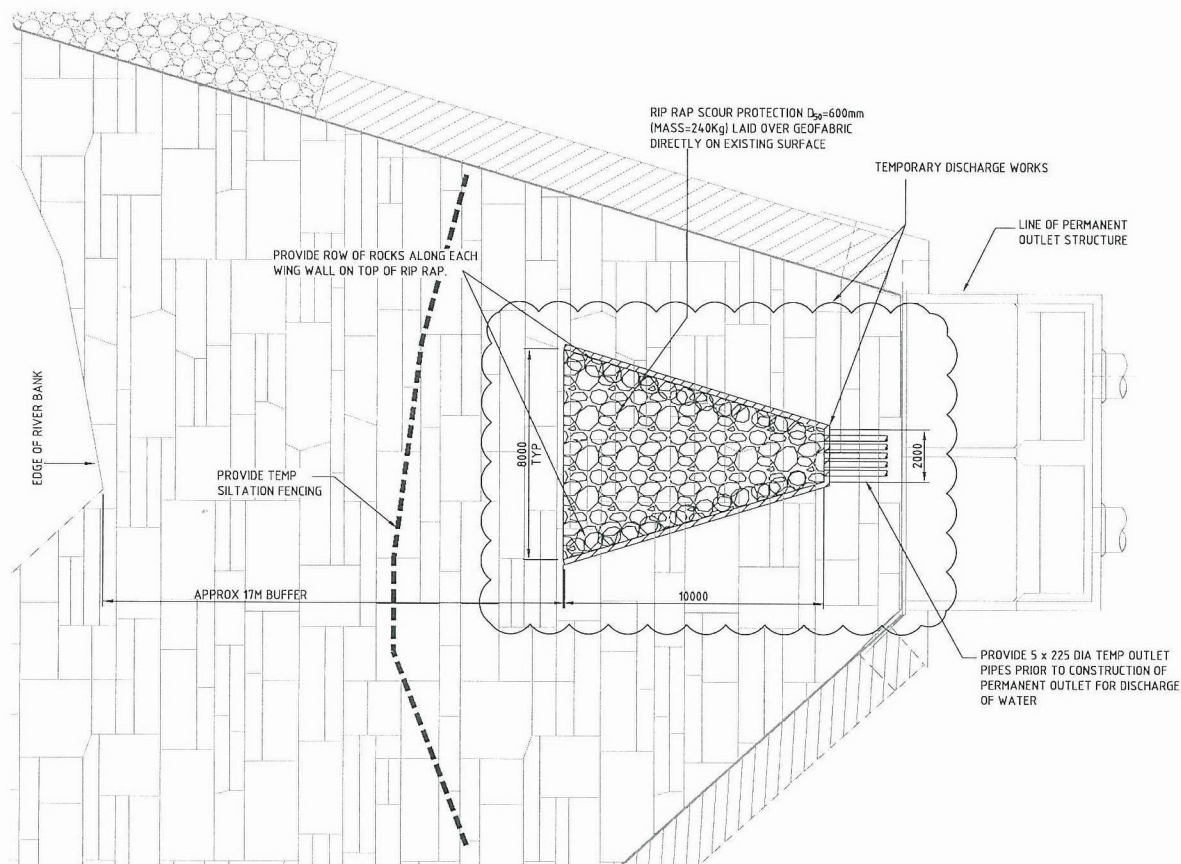 RIP RAP SCOUR PROTECTION D50=600mm
(MASS=240Kg) LAID OVER GEOFABRIC
DIRECTLY ON EXISTING SURFACE
TEMPORARY DISCHARGE WORKS
LINE OF PERMANENT
OUTLET STRUCTURE
PROVIDE ROW OF ROCKS ALONG EACH
WING WALL ON TOP OF RIP RAP.
EDGE OF RIVER BANK
8000
TYP
2000
PROVIDE TEMP
SILTATION FENCING
APPROX 17M BUFFER
10000
PROVIDE 5 x 225 DIA TEMP OUTLET
PIPES PRIOR TO CONSTRUCTION OF
PERMANENT OUTLET FOR DISCHARGE
OF WATER